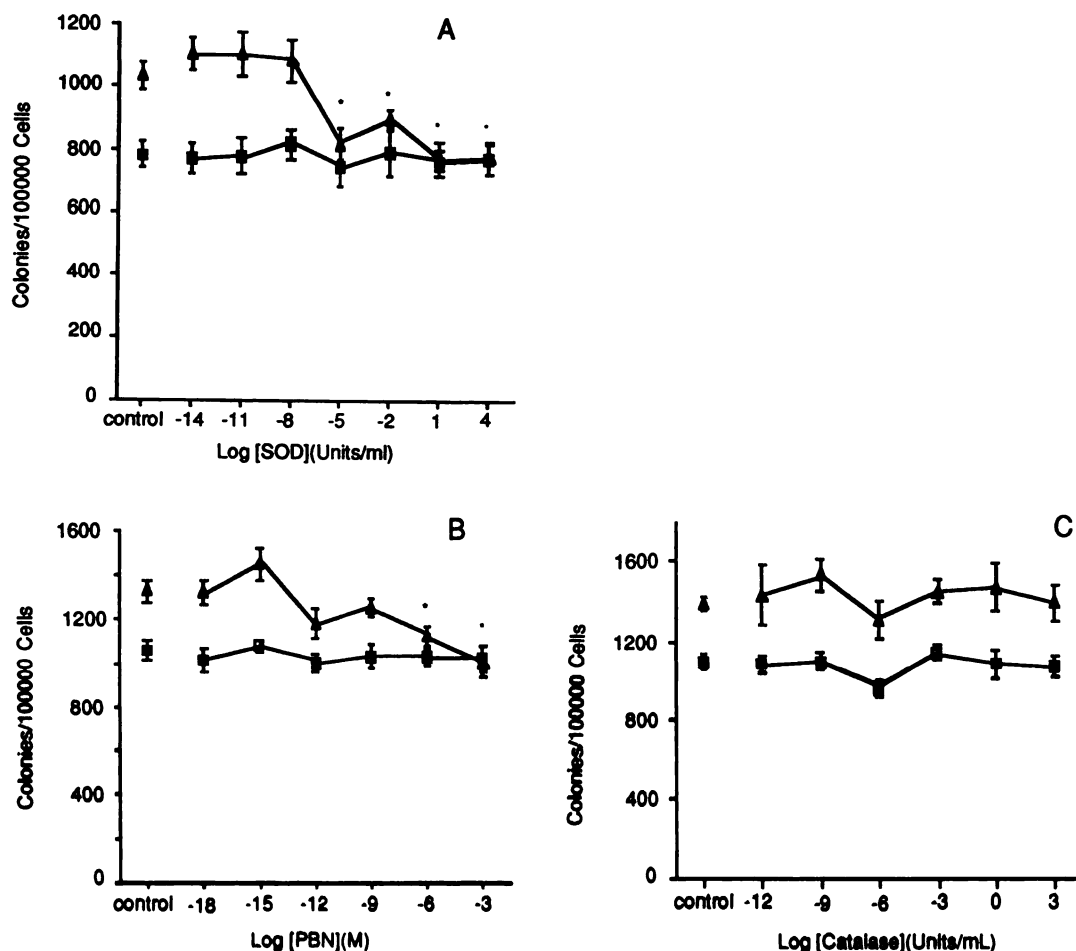 A
1200
1000
800
600
400
200
0
Colonies/100000 Cells
* * * *
control -14 -11 -8 -5 -2 1 4
Log [SOD](Units/ml)
B
1600
1200
800
400
0
Colonies/100000 Cells
* *
control -18 -15 -12 -9 -6 -3
Log [PBN](M)
C
1600
1200
800
400
0
Colonies/100000 Cells
control -12 -9 -6 -3 0 3
Log [Catalase](Units/mL)